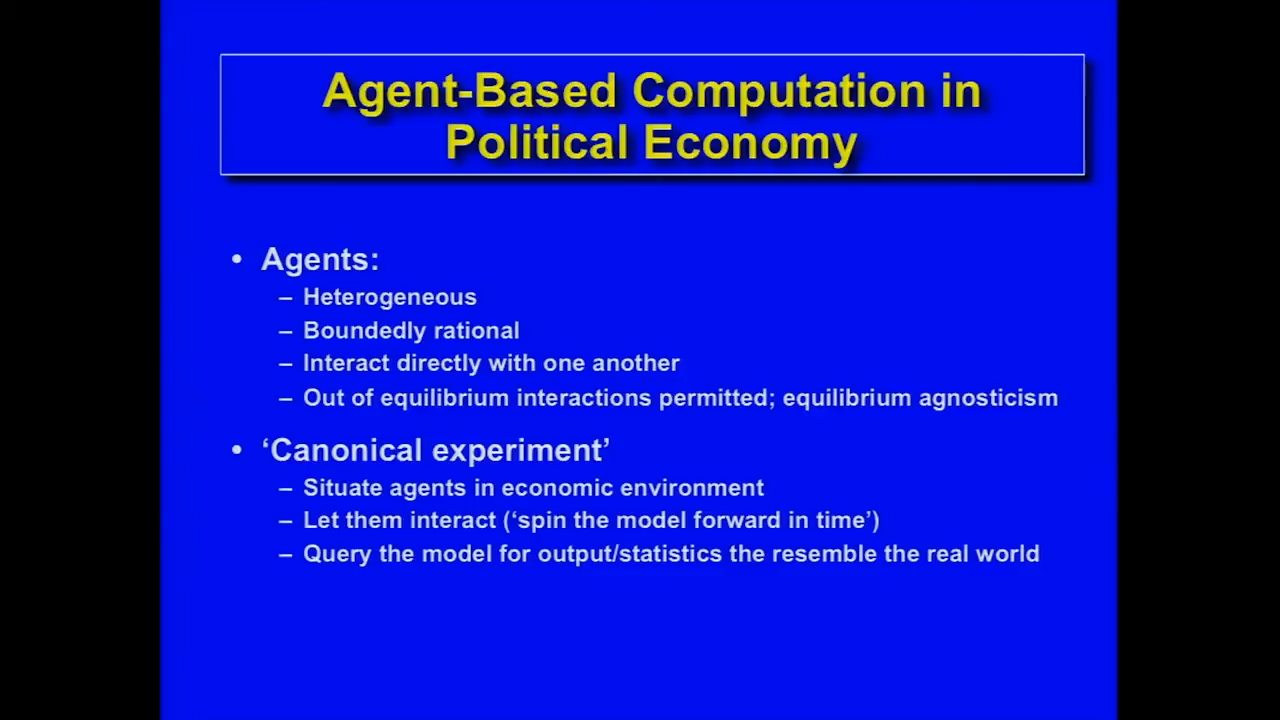 Agent-Based Computation in
Political Economy
• Agents:
– Heterogeneous
– Boundedly rational
– Interact directly with one another
– Out of equilibrium interactions permitted; equilibrium agnosticism
• ‘Canonical experiment’
– Situate agents in economic environment
– Let them interact (‘spin the model forward in time’)
– Query the model for output/statistics the resemble the real world